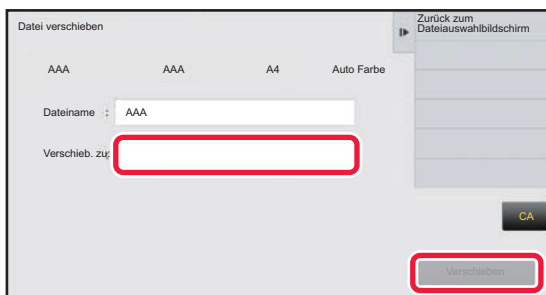 Datei verschieben
Zurück zum
Dateiauswahlbildschirm
AAA AAA A4 Auto Farbe
Dateiname : AAA
Verschieb. zu:
CA
Verschieben